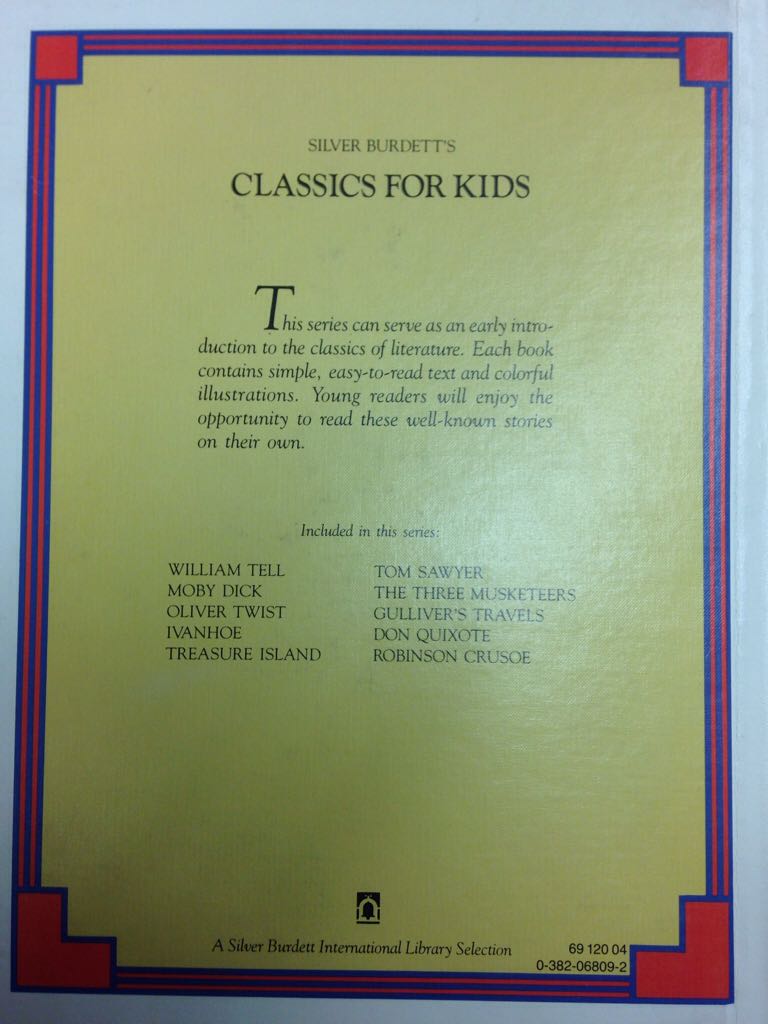 SILVER BURDETT'S
CLASSICS FOR KIDS
This series can serve as an early intro-
duction to the classics of literature. Each book
contains simple, easy-to-read text and colorful
illustrations. Young readers will enjoy the
opportunity to read these well-known stories
on their own.
Included in this series:
WILLIAM TELL
MOBY DICK
OLIVER TWIST
IVANHOE
TREASURE ISLAND
TOM SAWYER
THE THREE MUSKETEERS
GULLIVER'S TRAVELS
DON QUIXOTE
ROBINSON CRUSOE
A Silver Burdett International Library Selection
69 120 04
0-382-06809-2